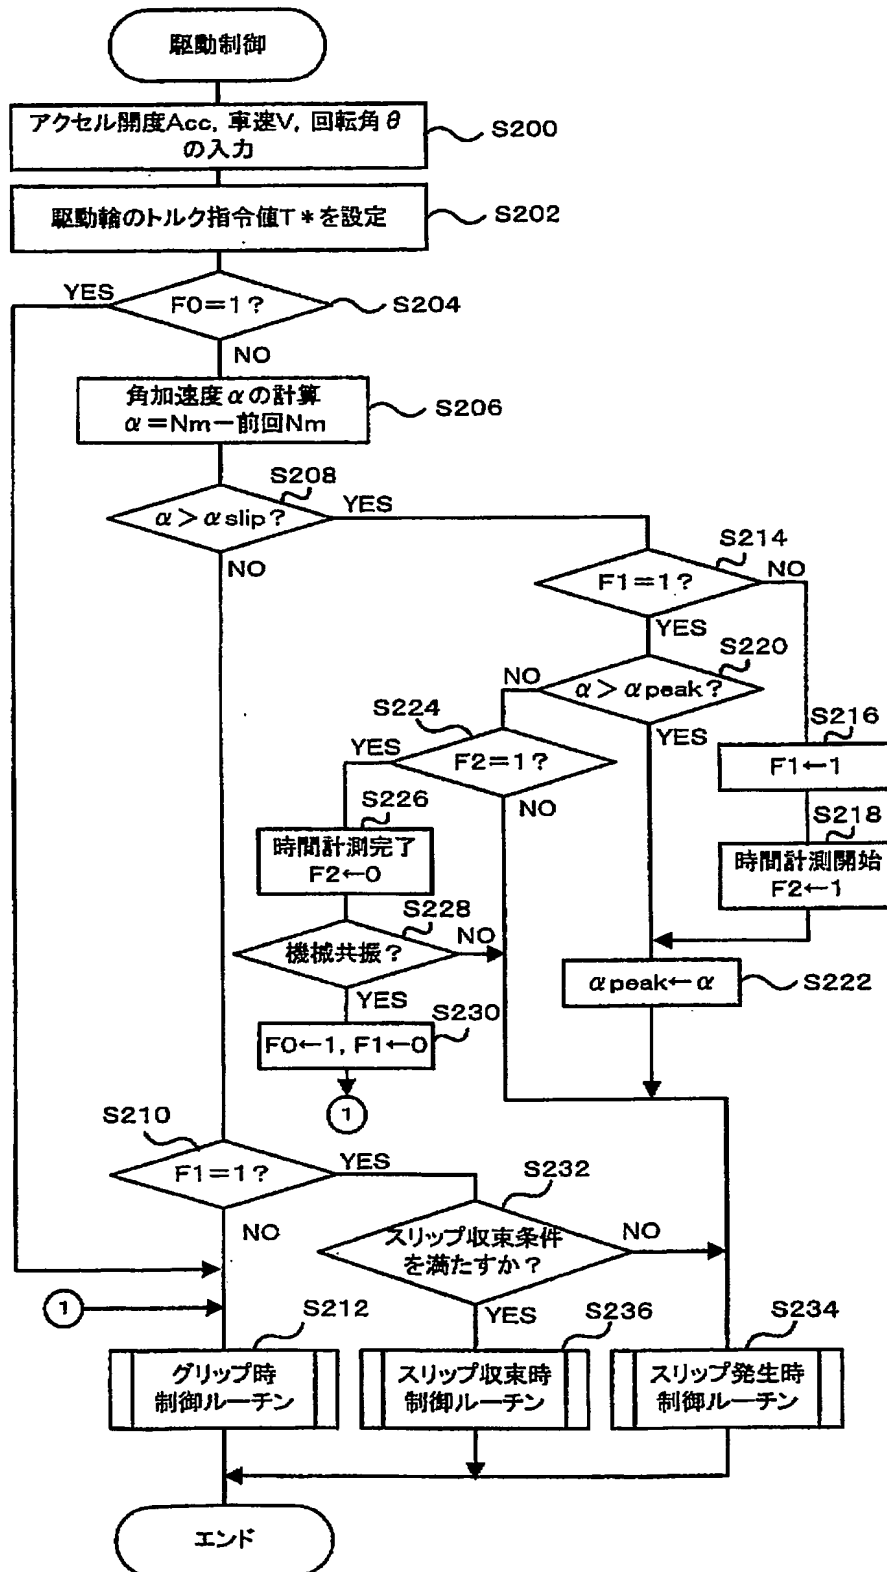 駆動制御
アクセル開度Acc, 車速V, 回転角θ
の入力
S200
駆動輪のトルク指令値T*を設定
S202
YES
F0=1?
S204
NO
角加速度αの計算
α=Nm-前回Nm
S206
S208
α>αslip?
YES
NO
S214
F1=1?
NO
YES
S220
NO
α>αpeak?
S224
YES
S216
YES
F2=1?
F1←1
NO
S226
S218
時間計測完了
F2←0
時間計測開始
F2←1
S228
機械共振?
NO
YES
αpeak←α
S222
S230
F0←1, F1←0
1
S210
F1=1?
YES
S232
NO
スリップ収束条件
を満たすか?
NO
1
YES
S212
S236
S234
グリップ時
制御ルーチン
スリップ収束時
制御ルーチン
スリップ発生時
制御ルーチン
エンド